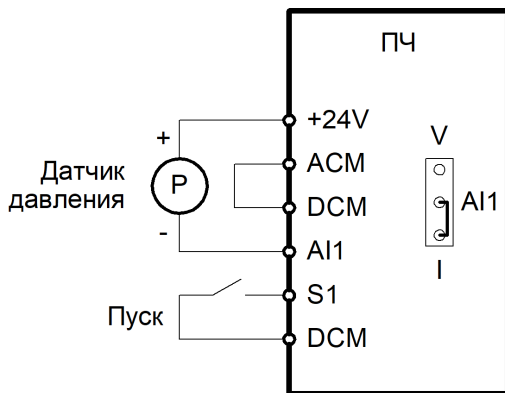 ПЧ
+24V
ACM
DCM
AI1
S1
DCM
+
P
-
Датчик
давления
Пуск
V
AI1
I